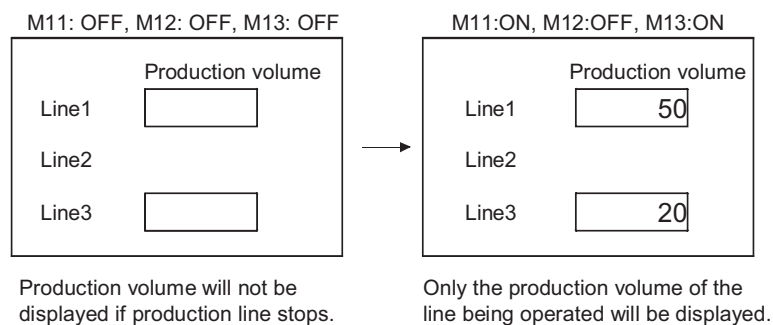 M11: OFF, M12: OFF, M13: OFF
Production volume
Line1
Line2
Line3
Production volume will not be
displayed if production line stops.
M11:ON, M12:OFF, M13:ON
Production volume
Line1 50
Line2
Line3 20
Only the production volume of the
line being operated will be displayed.